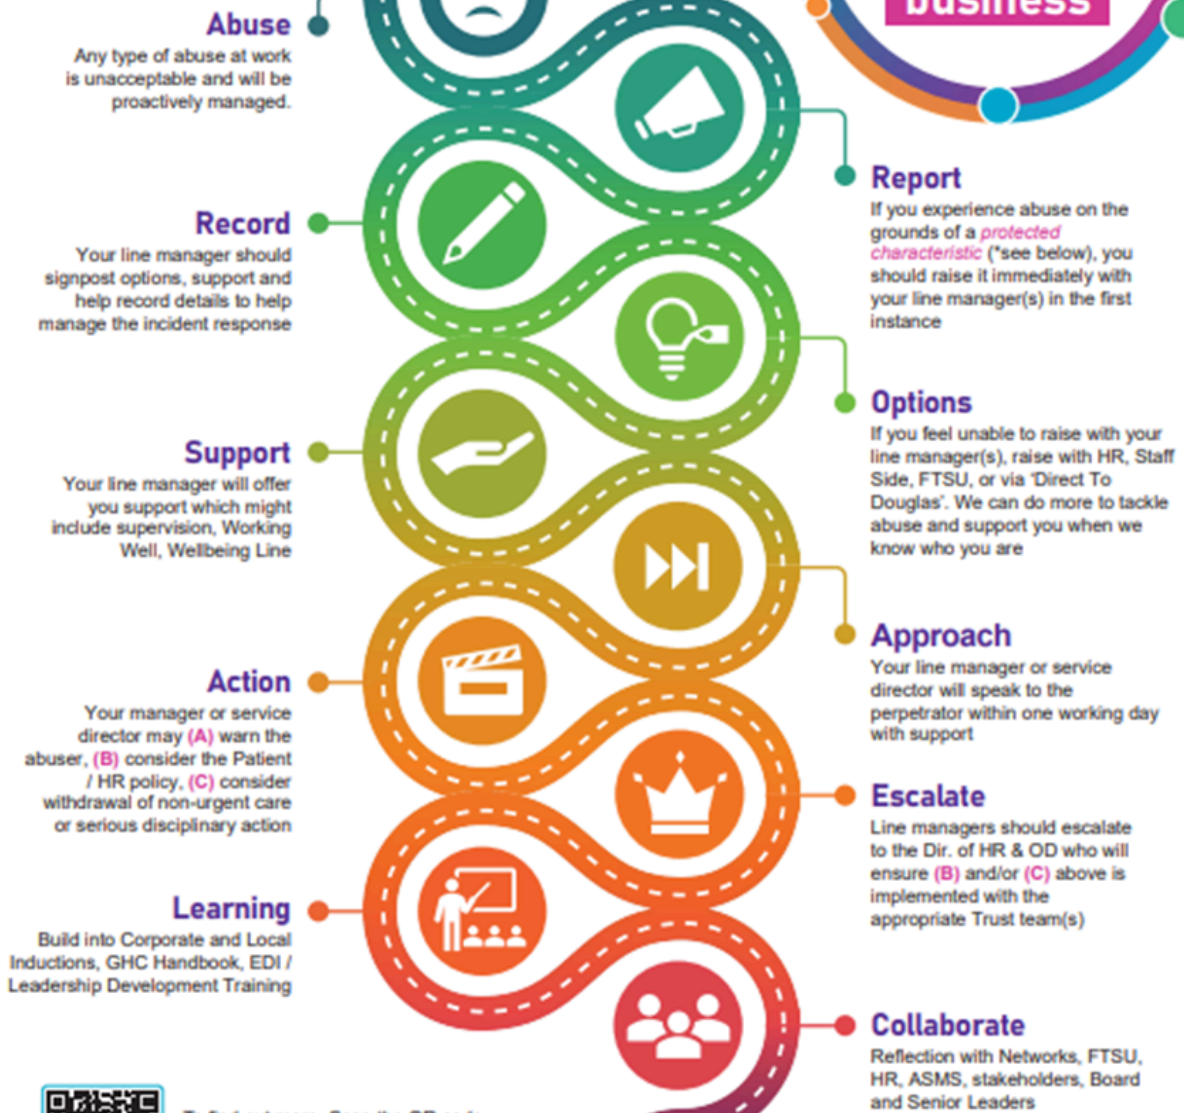 business
Abuse
Any type of abuse at work
is unacceptable and will be
proactively managed.
Report
If you experience abuse on the
grounds of a protected
characteristic (*see below), you
should raise it immediately with
your line manager(s) in the first
instance
Record
Your line manager should
signpost options, support and
help record details to help
manage the incident response
Options
If you feel unable to raise with your
line manager(s), raise with HR, Staff
Side, FTSU, or via 'Direct To
Douglas'. We can do more to tackle
abuse and support you when we
know who you are
Support
Your line manager will offer
you support which might
include supervision, Working
Well, Wellbeing Line
Approach
Your line manager or service
director will speak to the
perpetrator within one working day
with support
Action
Your manager or service
director may (A) warn the
abuser, (B) consider the Patient
/ HR policy, (C) consider
withdrawal of non-urgent care
or serious disciplinary action
Escalate
Line managers should escalate
to the Dir. of HR & OD who will
ensure (B) and/or (C) above is
implemented with the
appropriate Trust team(s)
Learning
Build into Corporate and Local
Inductions, GHC Handbook, EDI /
Leadership Development Training
Collaborate
Reflection with Networks, FTSU,
HR, ASMS, stakeholders, Board
and Senior Leaders